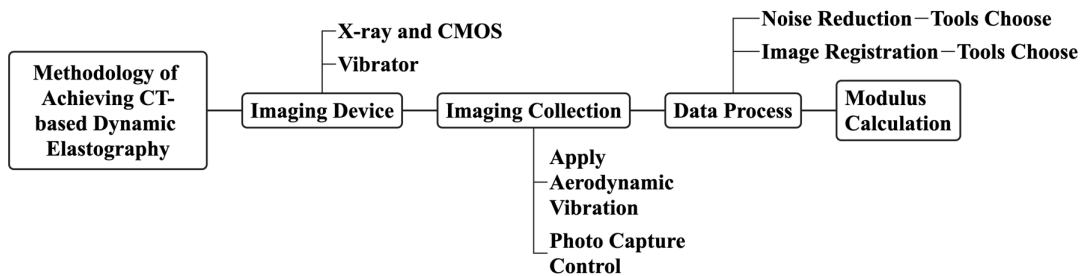 Methodology of
Achieving CT-
based Dynamic
Elastography
X-ray and CMOS
Vibrator
Imaging Device
Imaging Collection
Apply
Aerodynamic
Vibration
Photo Capture
Control
Noise Reduction—Tools Choose
Image Registration—Tools Choose
Data Process
Modulus
Calculation